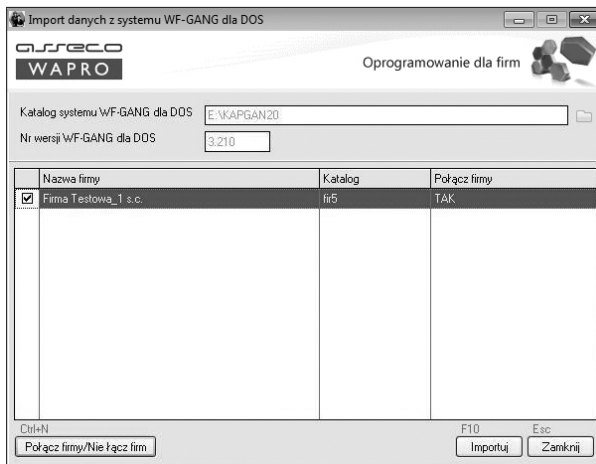 Import danych z systemu WF-GANG dla DOS
asseco
WAPRO
Oprogramowanie dla firm
Katalog systemu WF-GANG dla DOS E:\KAPGAN20
Nr wersji WF-GANG dla DOS 3.210
Nazwa firmy Katalog Połącz firmy
Firma Testowa_1 s.c. fir5 TAK
Ctrl+N F10 Esc
Połącz firmy/Nie łącz firm Importuj Zamknij